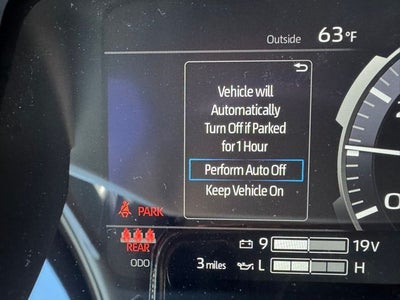 Outside 63°F
Vehicle will
Automatically
Turn Off if Parked
for 1 Hour
Perform Auto Off
Keep Vehicle On
PARK
REAR
9 19V
ODO 3 miles L H